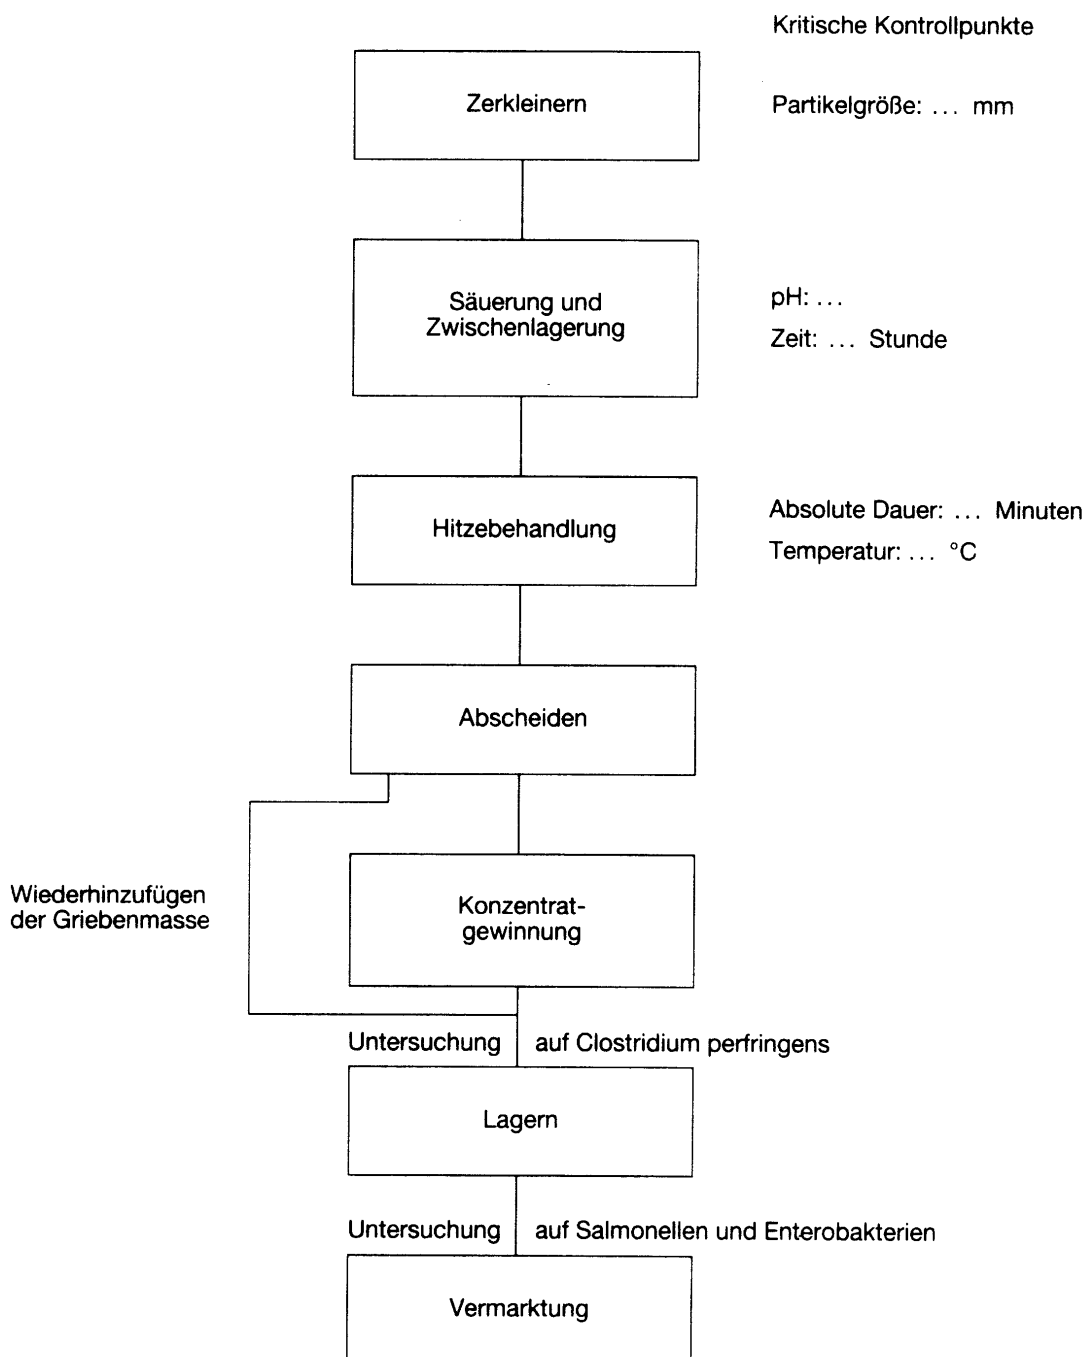 Kritische Kontrollpunkte
Zerkleinern
Partikelgröße: ... mm
Säuerung und
Zwischenlagerung
pH: ...
Zeit: ... Stunde
Hitzebehandlung
Absolute Dauer: ... Minuten
Temperatur: ... °C
Abscheiden
Wiederhinzufügen
der Griebenmasse
Konzentrat-
gewinnung
Untersuchung auf Clostridium perfringens
Lagern
Untersuchung auf Salmonellen und Enterobakterien
Vermarktung